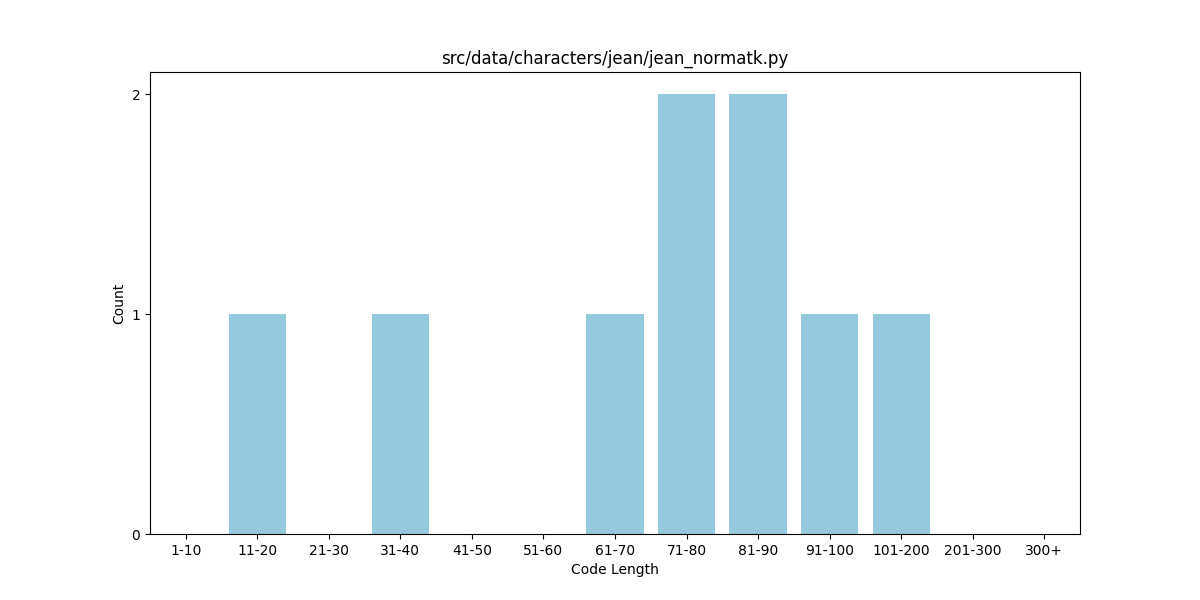 src/data/characters/jean/jean_normatk.py
2
1
0
Count
1-10 11-20 21-30 31-40 41-50 51-60 61-70 71-80 81-90 91-100 101-200 201-300 300+
Code Length